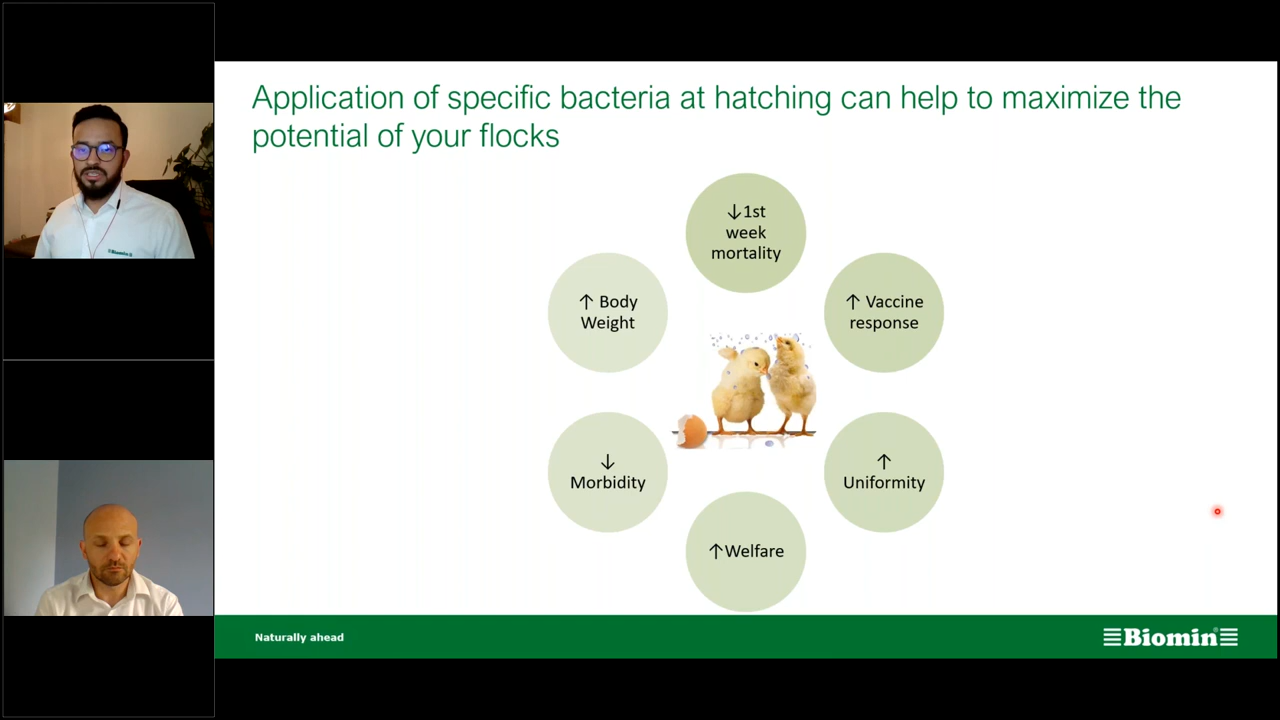 Application of specific bacteria at hatching can help to maximize the
potential of your flocks
↓1st
week
mortality
↑ Body
Weight
↑ Vaccine
response
↓
Morbidity
↑
Uniformity
↑Welfare
Naturally ahead
Biomin®
Biomin